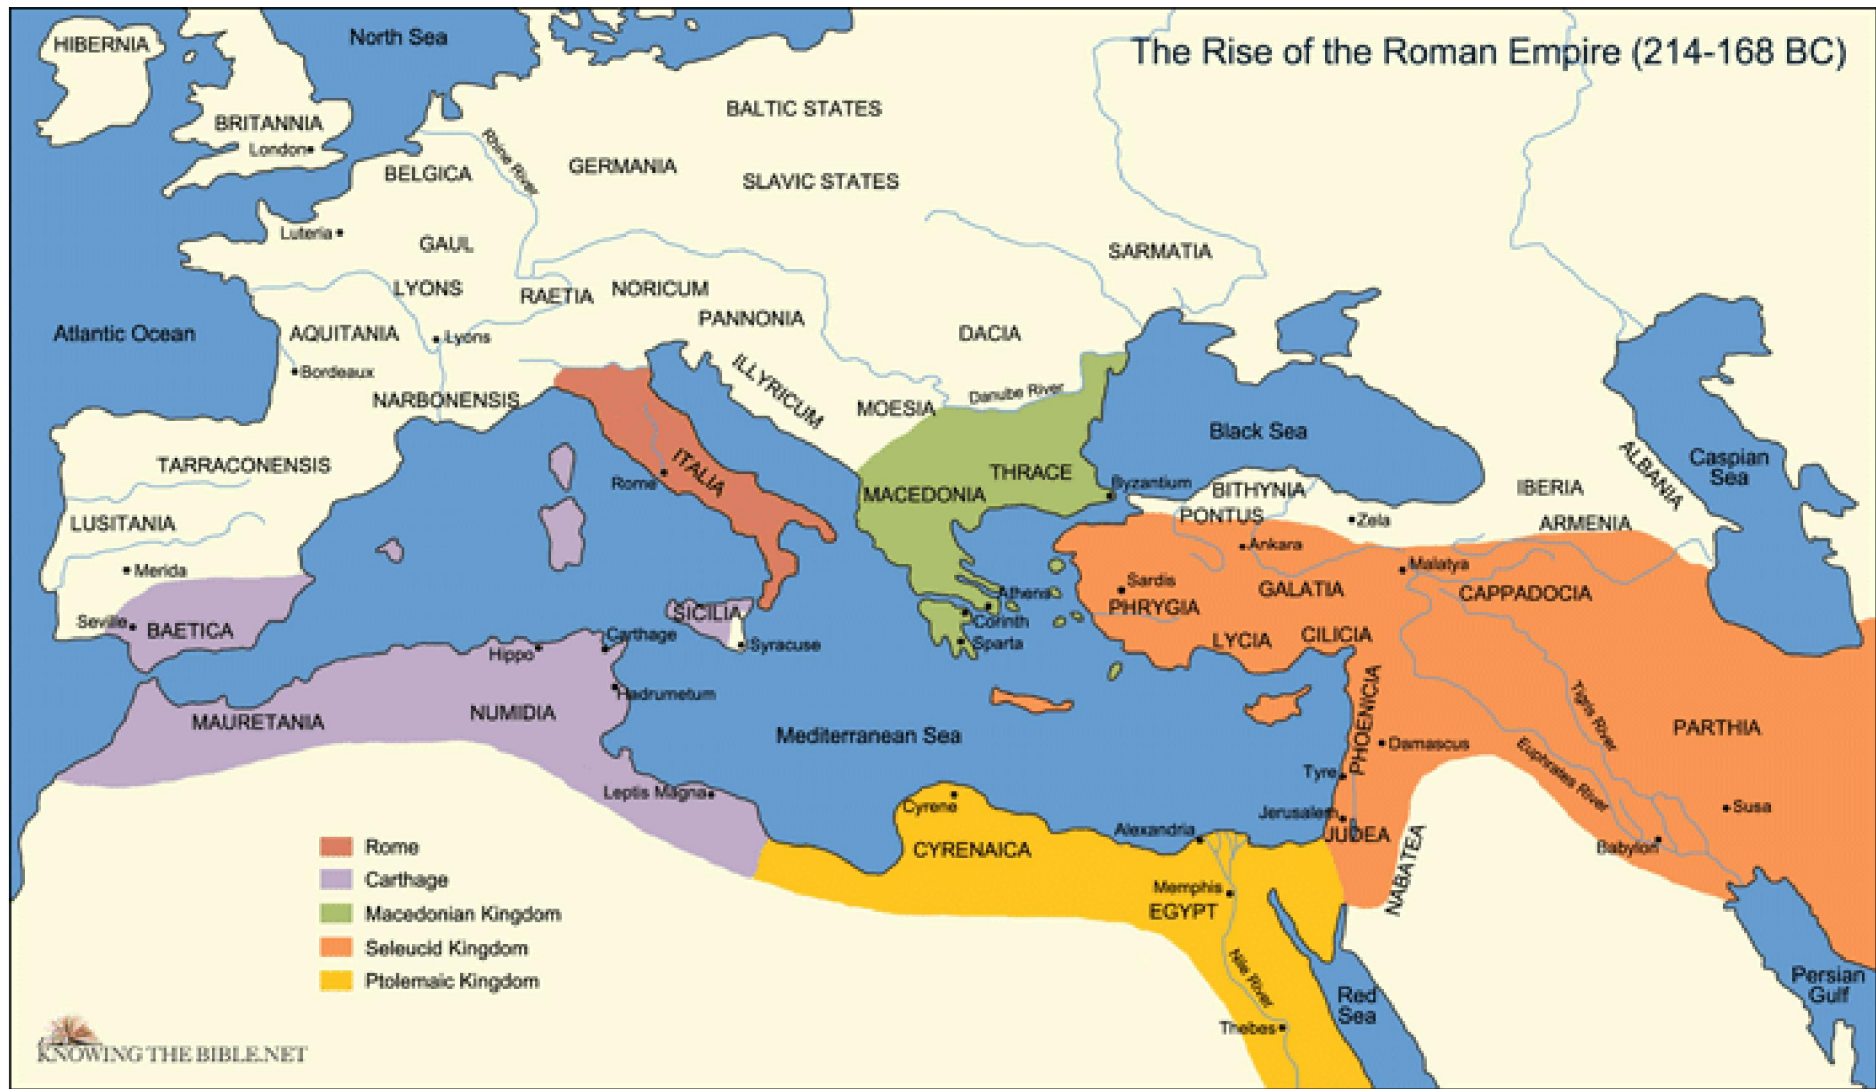 The Rise of the Roman Empire (214-168 BC)
HIBERNIA
North Sea
BRITANNIA
London
BALTIC STATES
Rhine River
GERMANIA
BELGICA
SLAVIC STATES
Luteria
GAUL
SARMATIA
LYONS
RAETIA
NORICUM
PANNONIA
Atlantic Ocean
AQUITANIA
Lyons
DACIA
Bordeaux
ILLYRICUM
NARBONENSIS
MOESIA
Danube River
Black Sea
TARRACONENSIS
ITALIA
Rome
THRACE
MACEDONIA
Byzantium
BITHYNIA
IBERIA
ALBANIA
Caspian
Sea
LUSITANIA
PONTUS
Zela
ARMENIA
Merida
Ankara
Malatya
Sardis
PHRYGIA
GALATIA
CAPPADOCIA
Athens
Corinth
Sparta
SICILIA
Syracuse
Seville
BAETICA
Carthage
Hippo
LYCIA
CILICIA
Hadrumetum
MAURETANIA
NUMIDIA
PHOENICIA
Tigris River
PARTHIA
Mediterranean Sea
Damascus
Euphrates River
Tyre
Leptis Magna
Cyrene
Susa
Jerusalem
JUDEA
Alexandria
Babylon
CYRENAICA
NABATEA
Memphis
EGYPT
Nile River
Red
Sea
Persian
Gulf
Thebes
Rome
Carthage
Macedonian Kingdom
Seleucid Kingdom
Ptolemaic Kingdom
KNOWING THE BIBLE.NET